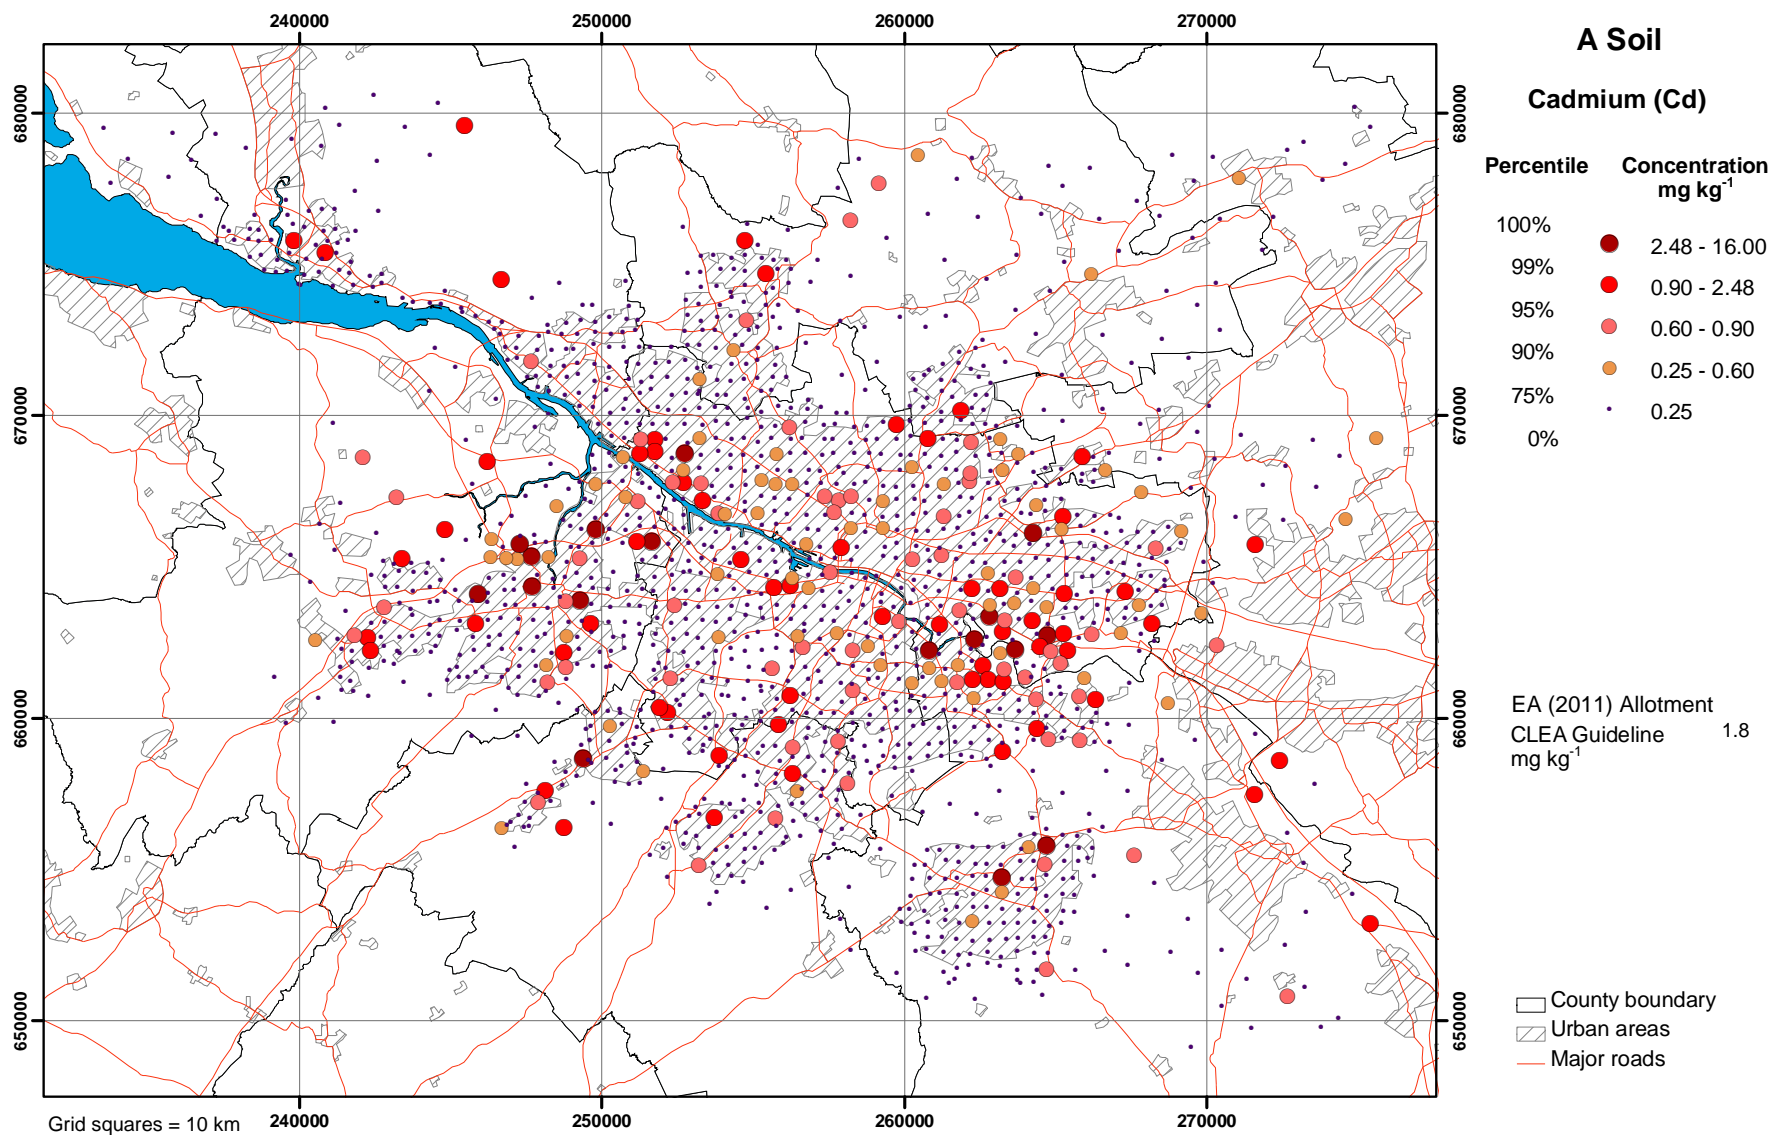 240000
250000
260000
270000
680000
670000
660000
650000
680000
670000
660000
650000
240000
250000
260000
270000
Grid squares = 10 km
A Soil
Cadmium (Cd)
Percentile
Concentration
mg kg-1
100%
2.48 - 16.00
99%
0.90 - 2.48
95%
0.60 - 0.90
90%
0.25 - 0.60
75%
0.25
0%
EA (2011) Allotment
CLEA Guideline 1.8
mg kg-1
County boundary
Urban areas
Major roads